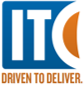 ITC
DRIVEN TO DELIVER.